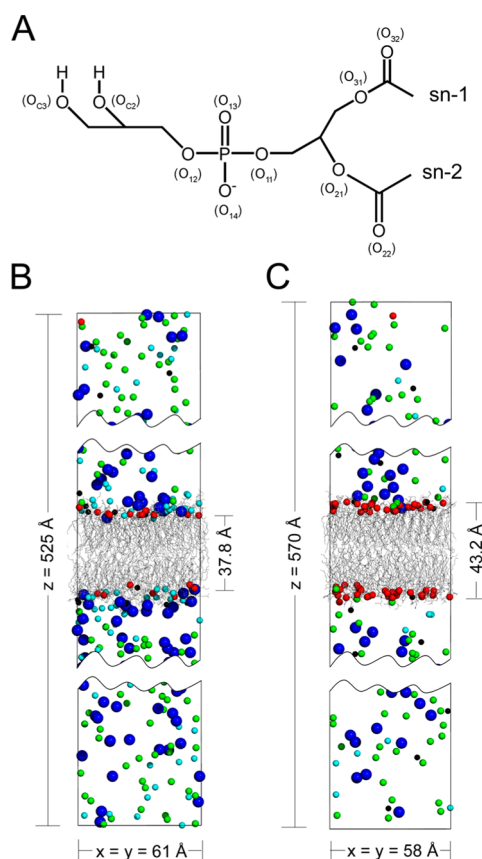 A
(O32)
O
H
H
(O31)
O
sn-1
(OC3)
O
(OC2)
O
(O13)
O
O
(O12)
P
O
(O11)
O
(O21)
sn-2
O-
(O14)
O
(O22)
B
C
z = 525 Å
37.8 Å
z = 570 Å
43.2 Å
x = y = 61 Å
x = y = 58 Å